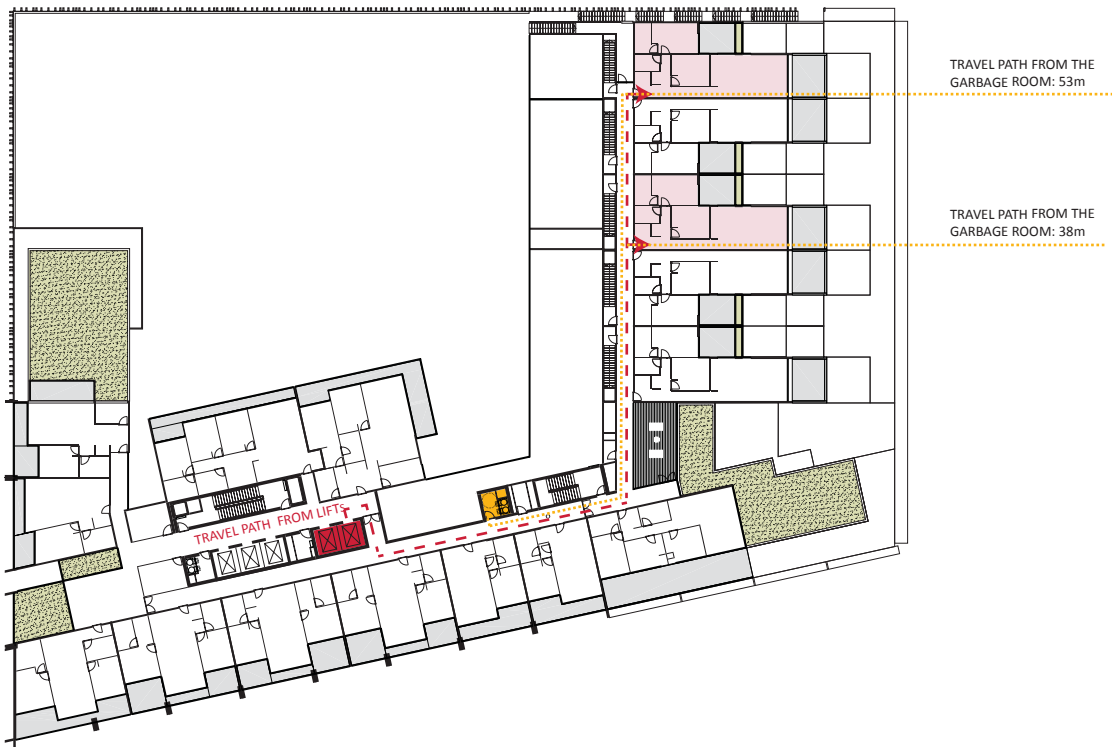 TRAVEL PATH FROM THE
GARBAGE ROOM: 53m
TRAVEL PATH FROM THE
GARBAGE ROOM: 38m
TRAVEL PATH FROM LIFTs